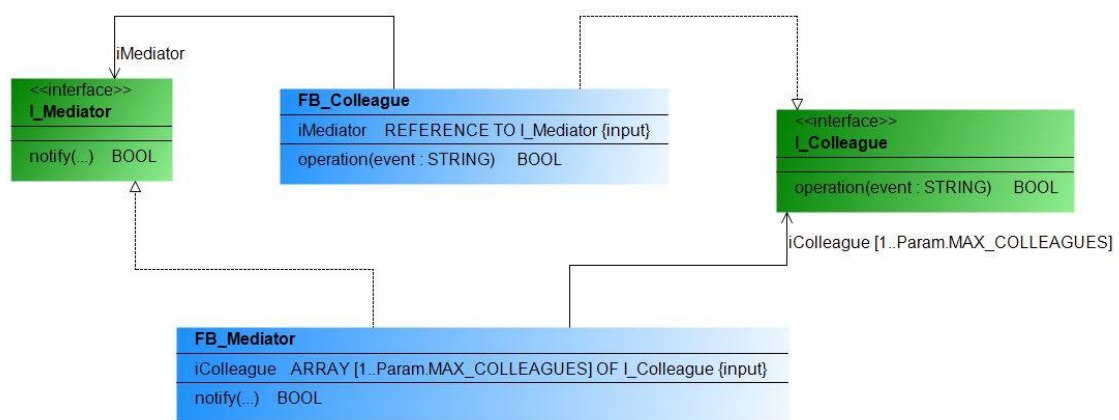 iMediator
<<interface>>
I_Mediator
notify(...) BOOL
FB_Colleague
iMediator REFERENCE TO I_Mediator {input}
operation(event : STRING) BOOL
<<interface>>
I_Colleague
operation(event : STRING) BOOL
iColleague [1..Param.MAX_COLLEAGUES]
FB_Mediator
iColleague ARRAY [1..Param.MAX_COLLEAGUES] OF I_Colleague {input}
notify(...) BOOL